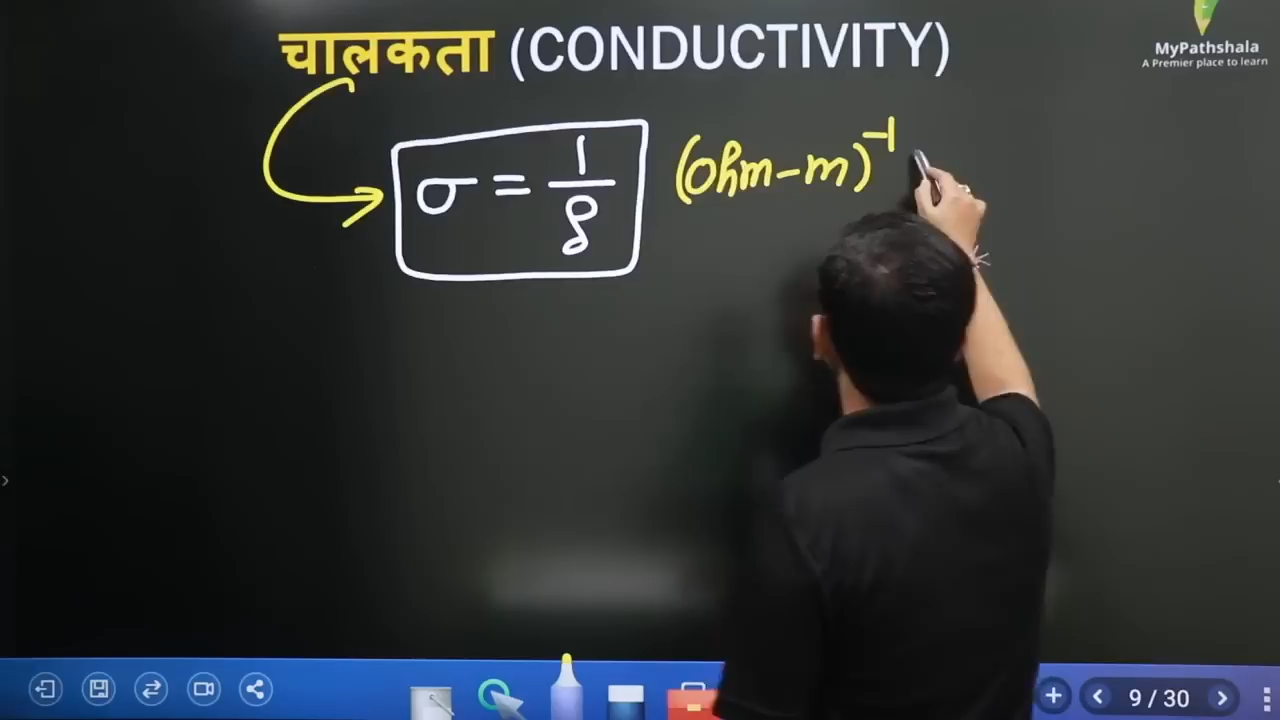 चालकता (CONDUCTIVITY)
MyPathshala
A Premier place to learn
σ = 1/ρ (ohm-m)⁻¹
9 / 30